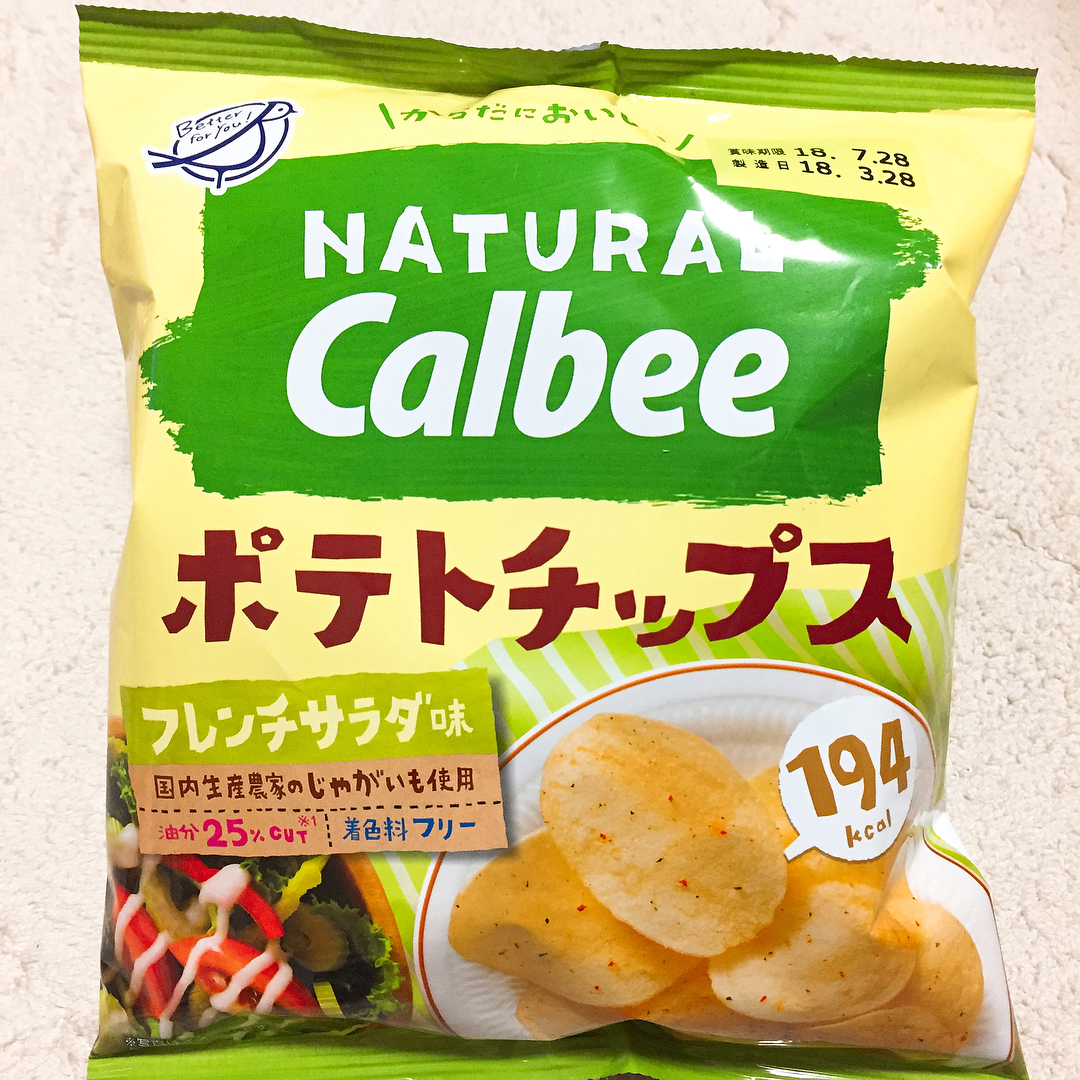 Better
for You!
からだにおいしい
賞味期限 18. 7.28
製造日 18. 3.28
NATURAL
Calbee
ポテトチップス
フレンチサラダ味
国内生産農家のじゃがいも使用
油分25%CUT※1
着色料フリー
194
kcal